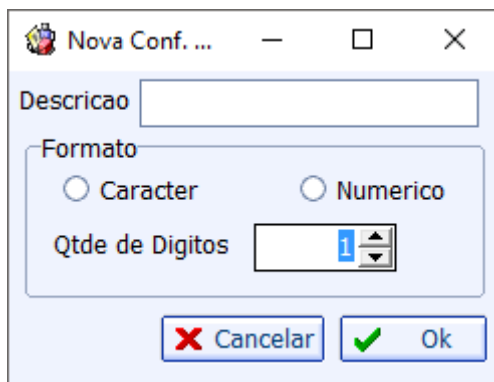 Nova Conf. ...
Descricao
Formato
Caracter Numerico
Qtde de Digitos 1
Cancelar Ok